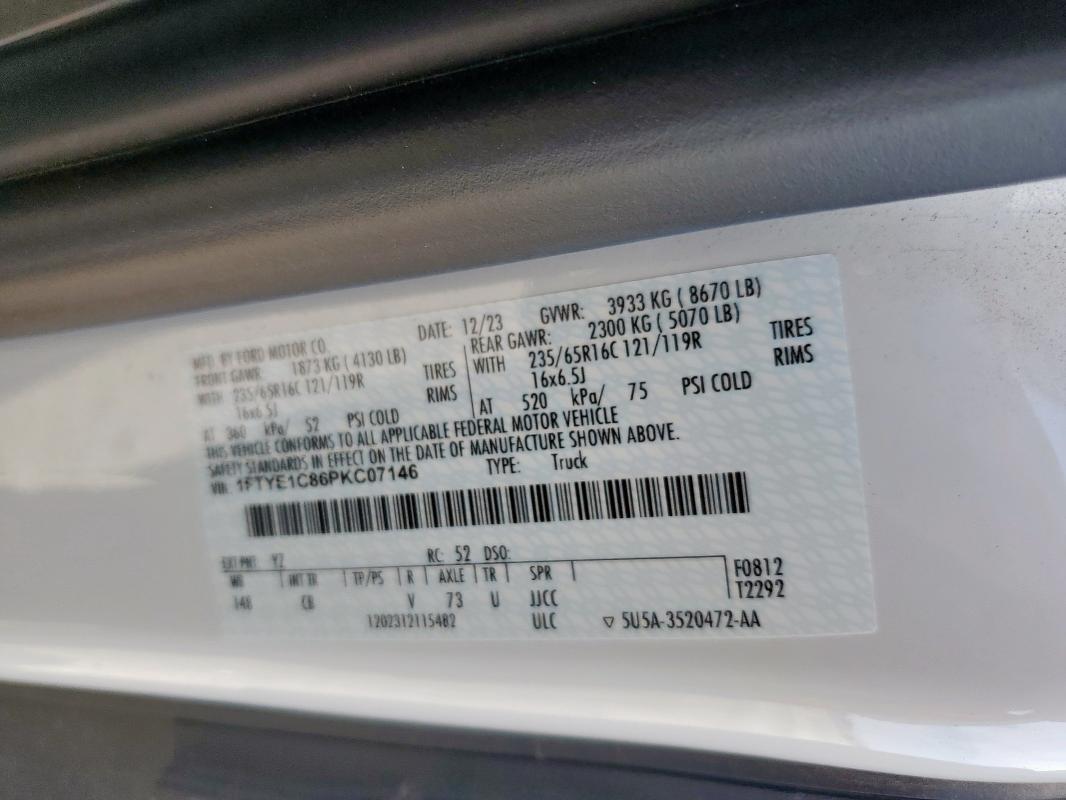 MFD. BY FORD MOTOR CO. DATE: 12/23 GVWR: 3933 KG ( 8670 LB)
FRONT GAWR: 1873 KG ( 4130 LB) REAR GAWR: 2300 KG ( 5070 LB)
WITH 235/65R16C 121/119R TIRES WITH 235/65R16C 121/119R TIRES
16x6.5J RIMS 16x6.5J RIMS
AT 360 kPa/ 52 PSI COLD AT 520 kPa/ 75 PSI COLD
THIS VEHICLE CONFORMS TO ALL APPLICABLE FEDERAL MOTOR VEHICLE
SAFETY STANDARDS IN EFFECT ON THE DATE OF MANUFACTURE SHOWN ABOVE.
VIN: 1FTYE1C86PKC07146 TYPE: Truck
EXT PNT: YZ RC: 52 DSO:
WB INT TR TP/PS R AXLE TR SPR F0812
148 CB V 73 U JJCC T2292
1202312115482 ULC ▽ 5U5A-3520472-AA